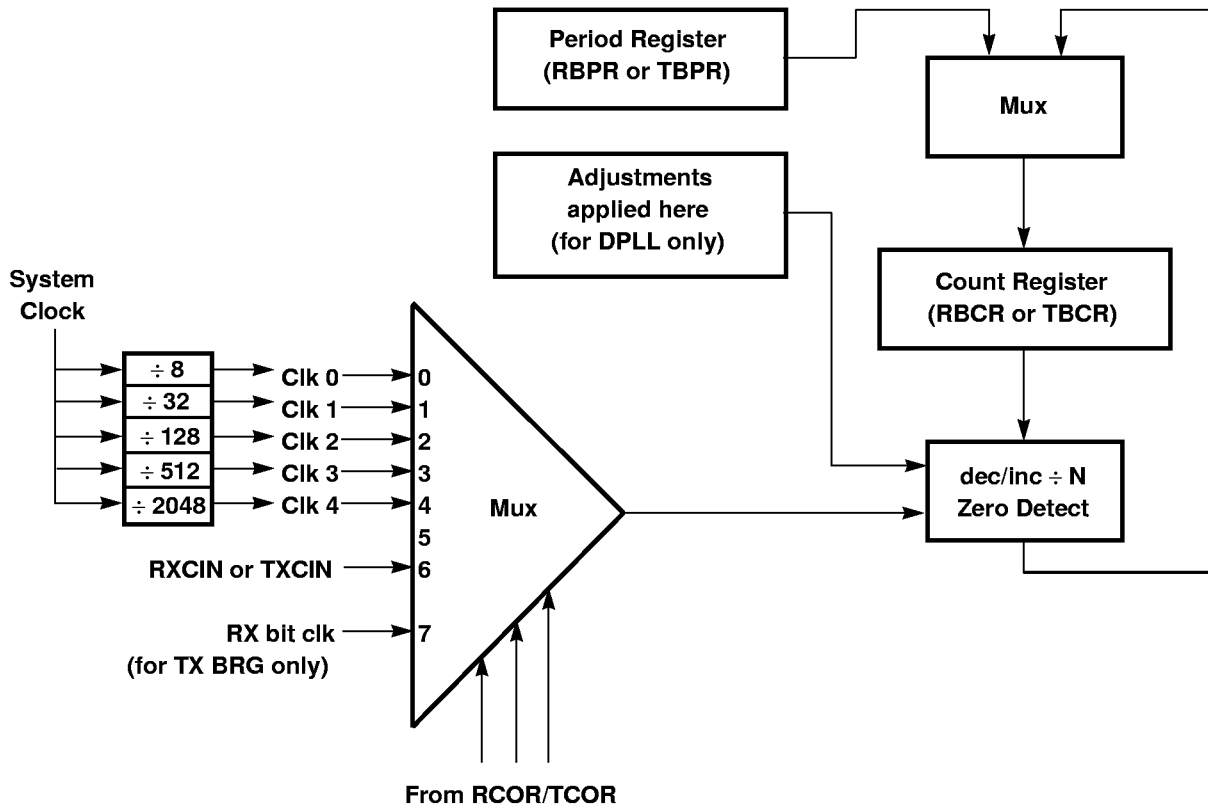 Period Register
(RBPR or TBPR)
Mux
Adjustments
applied here
(for DPLL only)
Count Register
(RBCR or TBCR)
System
Clock
÷ 8
Clk 0
0
÷ 32
Clk 1
1
÷ 128
Clk 2
2
÷ 512
Clk 3
3
÷ 2048
Clk 4
4
Mux
5
RXCIN or TXCIN
6
RX bit clk
(for TX BRG only)
7
dec/inc ÷ N
Zero Detect
From RCOR/TCOR